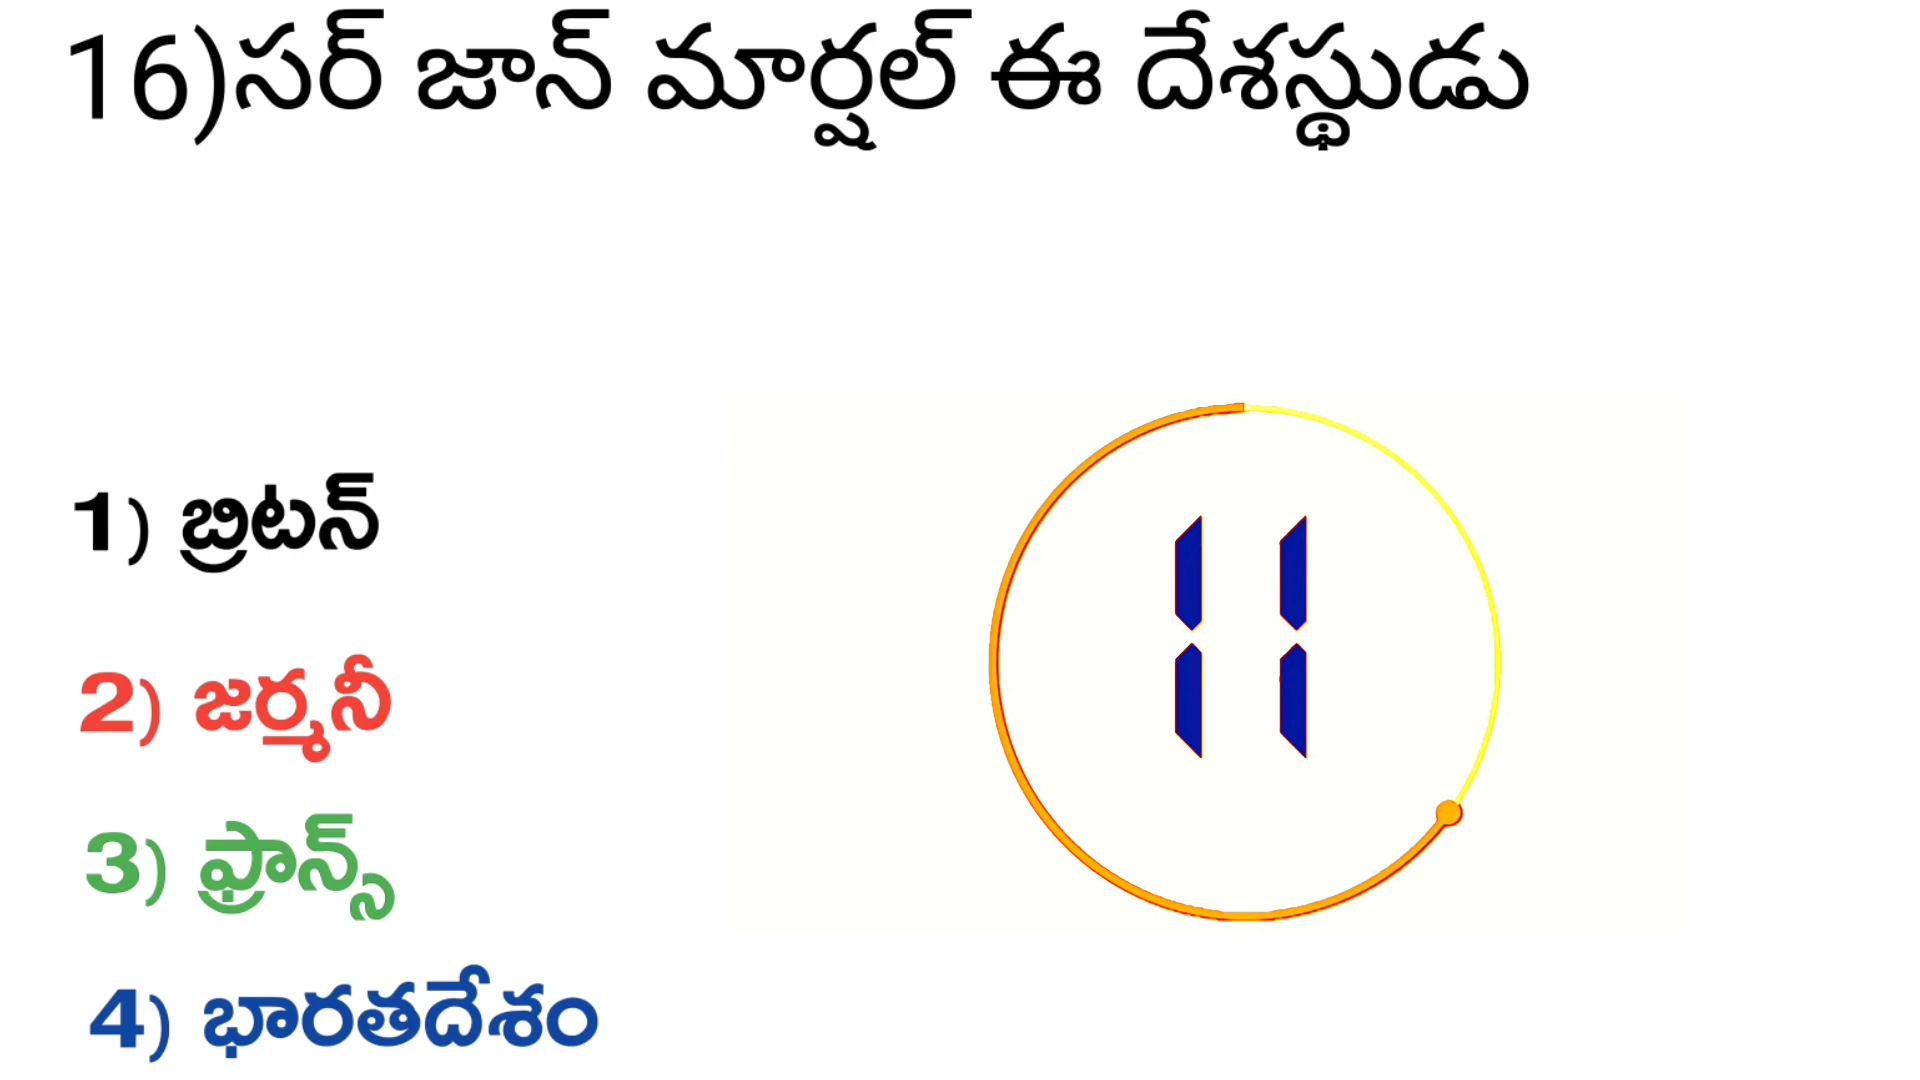 16)సర్ జాన్ మార్షల్ ఈ దేశస్థుడు
11
1) బ్రిటన్
2) జర్మనీ
3) ఫ్రాన్స్
4) భారతదేశం